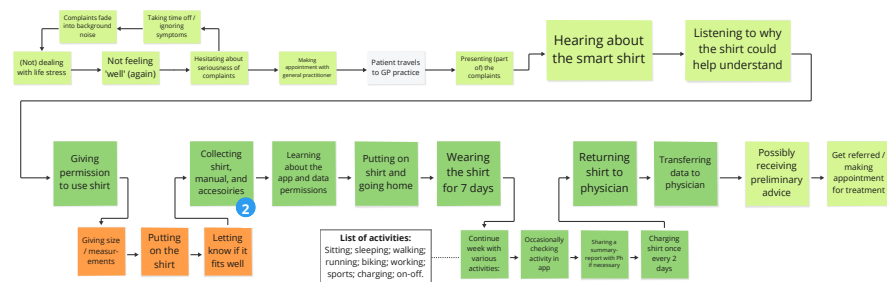 Complaints fade
into background
noise
Taking time off /
ignoring
symptoms
(Not) dealing
with life stress
Not feeling
'well' (again)
Hesitating about
seriousness of
complaints
Making
appointment with
general practitioner
Patient travels
to GP practice
Presenting (part
of) the
complaints
Hearing about
the smart shirt
Listening to why
the shirt could
help understand
Giving
permission
to use shirt
Collecting
shirt,
manual, and
accesoiries
2
Learning
about the
app and data
permissions
Putting on
shirt and
going home
Wearing
the shirt
for 7 days
Returning
shirt to
physician
Transferring
data to
physician
Possibly
receiving
preliminary
advice
Get referred /
making
appointment
for treatment
Giving size
/ measur-
ements
Putting
on the
shirt
Letting
know if it
fits well
List of activities:
Sitting; sleeping; walking;
running; biking; working;
sports; charging; on-off.
Continue
week with
various
activities:
Occasionally
checking
activity in
app
Sharing a
summary-
report with Ph
if necessary
Charging
shirt once
every 2
days